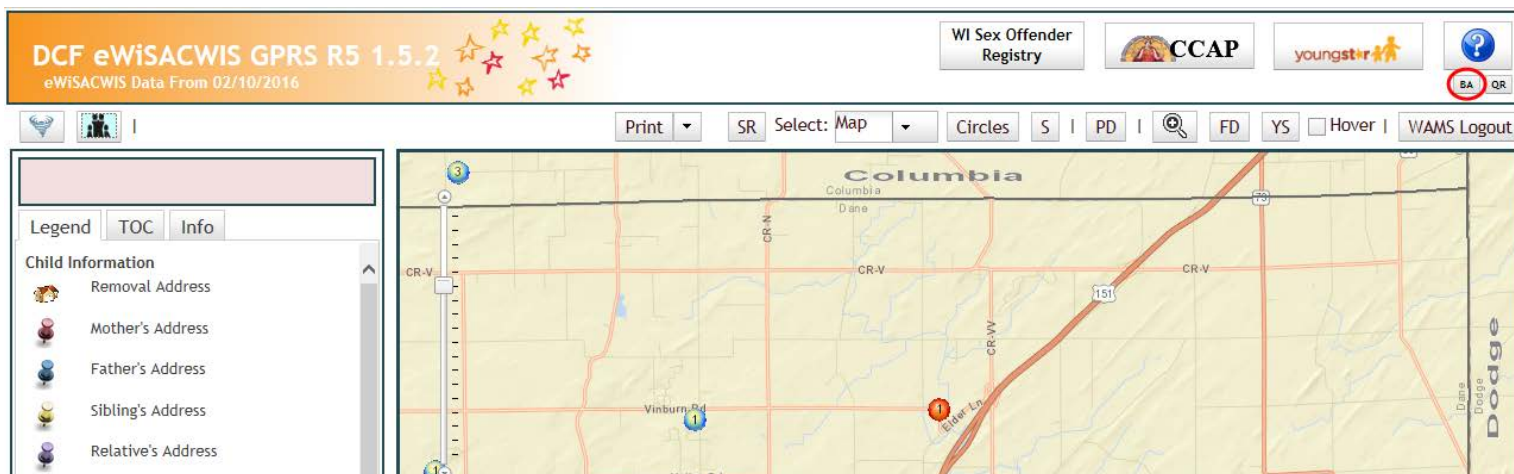 DCF eWiSACWIS GPRS R5 1.5.2
eWiSACWIS Data From 02/10/2016
WI Sex Offender
Registry
CCAP
youngstar
?
BA QR
Print SR Select: Map Circles S | PD | FD YS Hover | WAMS Logout
Legend TOC Info
Child Information
Removal Address
Mother's Address
Father's Address
Sibling's Address
Relative's Address
3
Columbia
Columbia
Dane
73
CR-N
CR-V
CR-V
CR-V
151
CR-VV
Dodge
Dane
Dodge
Vinburn Rd
1
1
Elder Ln
1